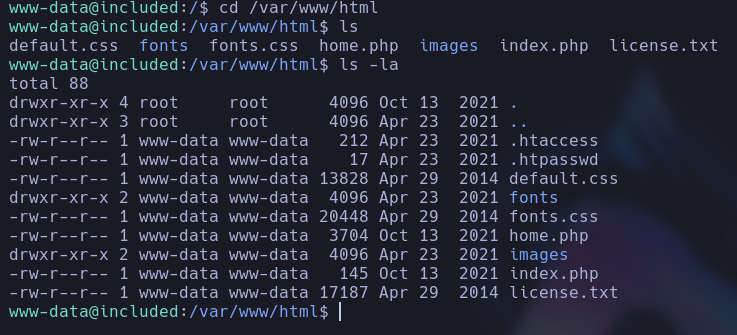 www-data@included:/$ cd /var/www/html
www-data@included:/var/www/html$ ls
default.css  fonts  fonts.css  home.php  images  index.php  license.txt
www-data@included:/var/www/html$ ls -la
total 88
drwxr-xr-x 4 root     root      4096 Oct 13  2021 .
drwxr-xr-x 3 root     root      4096 Apr 23  2021 ..
-rw-r--r-- 1 www-data www-data   212 Apr 23  2021 .htaccess
-rw-r--r-- 1 www-data www-data    17 Apr 23  2021 .htpasswd
-rw-r--r-- 1 www-data www-data 13828 Apr 29  2014 default.css
drwxr-xr-x 2 www-data www-data  4096 Apr 23  2021 fonts
-rw-r--r-- 1 www-data www-data 20448 Apr 29  2014 fonts.css
-rw-r--r-- 1 www-data www-data  3704 Oct 13  2021 home.php
drwxr-xr-x 2 www-data www-data  4096 Apr 23  2021 images
-rw-r--r-- 1 www-data www-data   145 Oct 13  2021 index.php
-rw-r--r-- 1 www-data www-data 17187 Apr 29  2014 license.txt
www-data@included:/var/www/html$